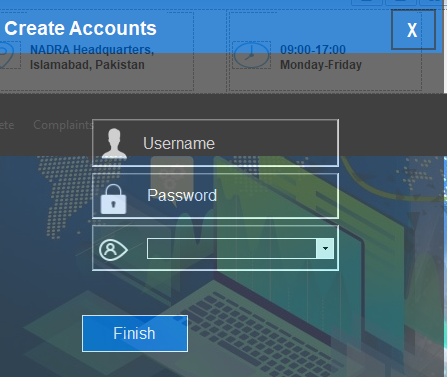 Create Accounts
X
NADRA Headquarters,
Islamabad, Pakistan
09:00-17:00
Monday-Friday
Complaints
Username
Password
Finish